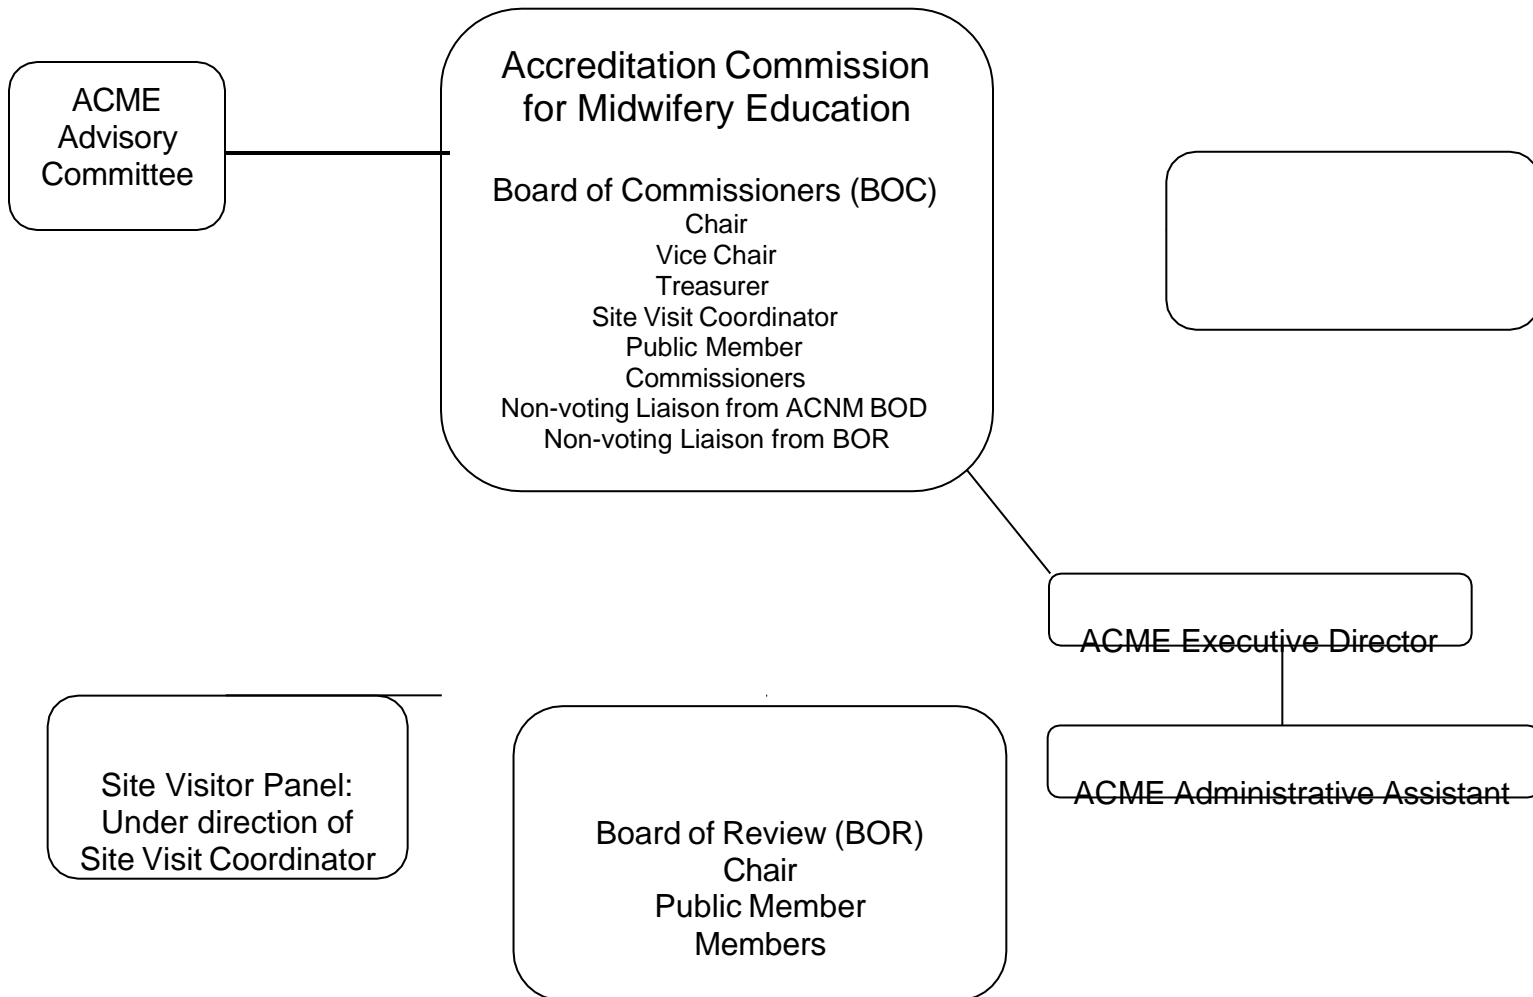 ACME
Advisory
Committee
Accreditation Commission
for Midwifery Education
Board of Commissioners (BOC)
Chair
Vice Chair
Treasurer
Site Visit Coordinator
Public Member
Commissioners
Non-voting Liaison from ACNM BOD
Non-voting Liaison from BOR
ACME Executive Director
ACME Administrative Assistant
Site Visitor Panel:
Under direction of
Site Visit Coordinator
Board of Review (BOR)
Chair
Public Member
Members